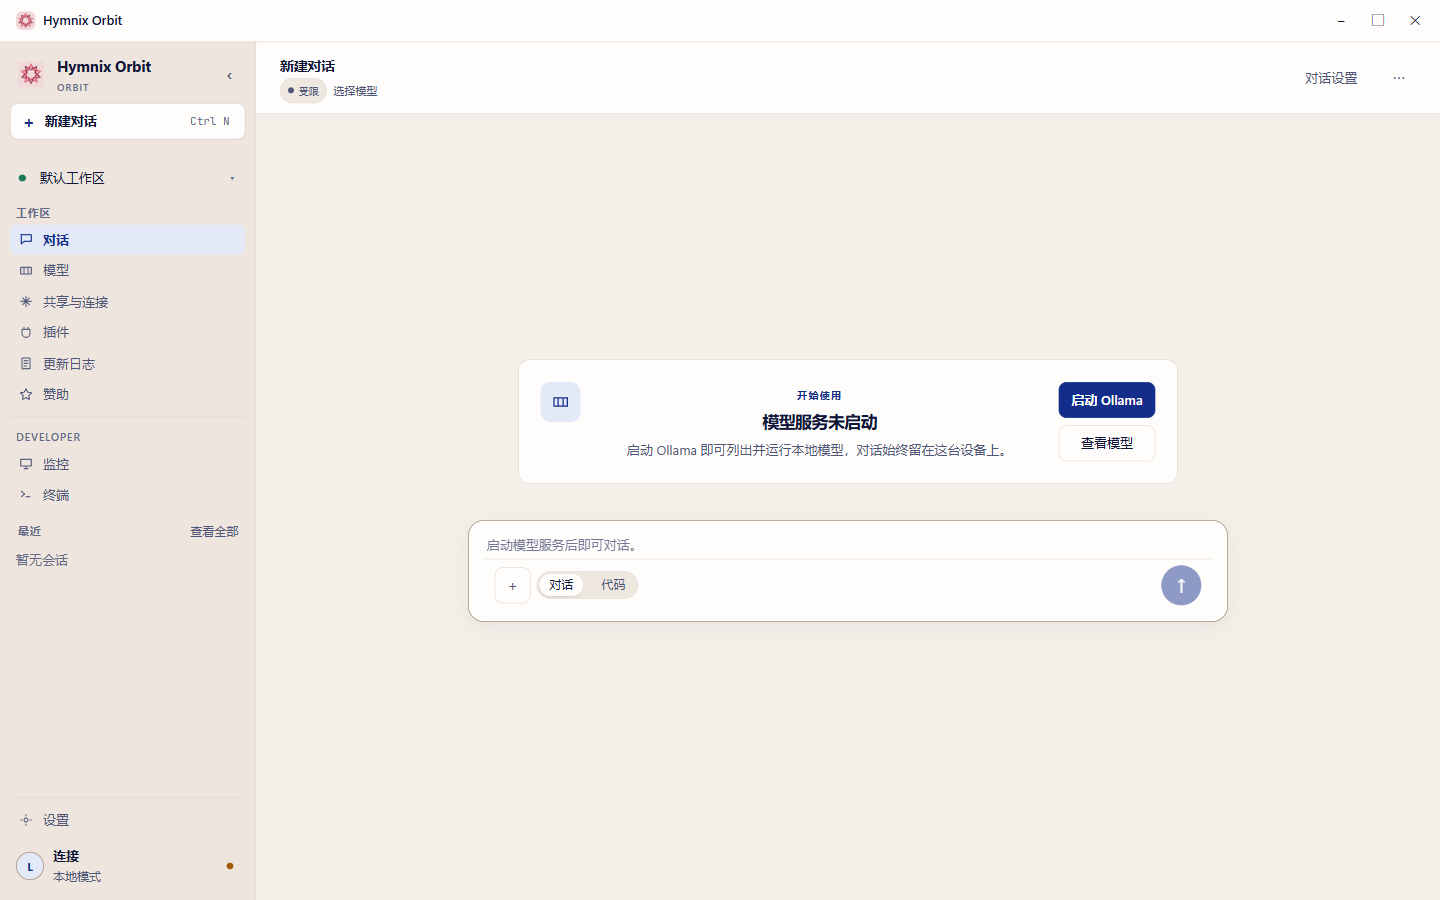 Hymnix Orbit
Hymnix Orbit
ORBIT
+ 新建对话 Ctrl N
默认工作区
工作区
对话
模型
共享与连接
插件
更新日志
赞助
DEVELOPER
监控
终端
最近 查看全部
暂无会话
设置
L
连接
本地模式
新建对话
受限 选择模型
对话设置 ...
开始使用
模型服务未启动
启动 Ollama 即可列出并运行本地模型，对话始终留在这台设备上。
启动 Ollama
查看模型
启动模型服务后即可对话。
+ 对话 代码